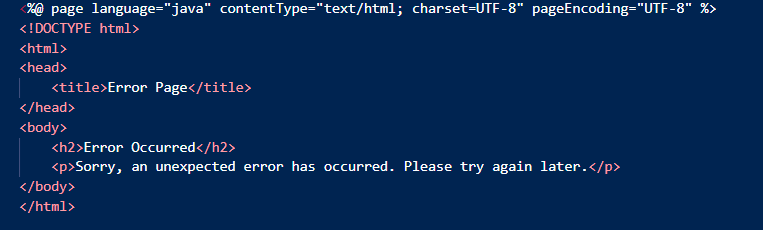 <%@ page language="java" contentType="text/html; charset=UTF-8" pageEncoding="UTF-8" %>
<!DOCTYPE html>
<html>
<head>
    <title>Error Page</title>
</head>
<body>
    <h2>Error Occurred</h2>
    <p>Sorry, an unexpected error has occurred. Please try again later.</p>
</body>
</html>